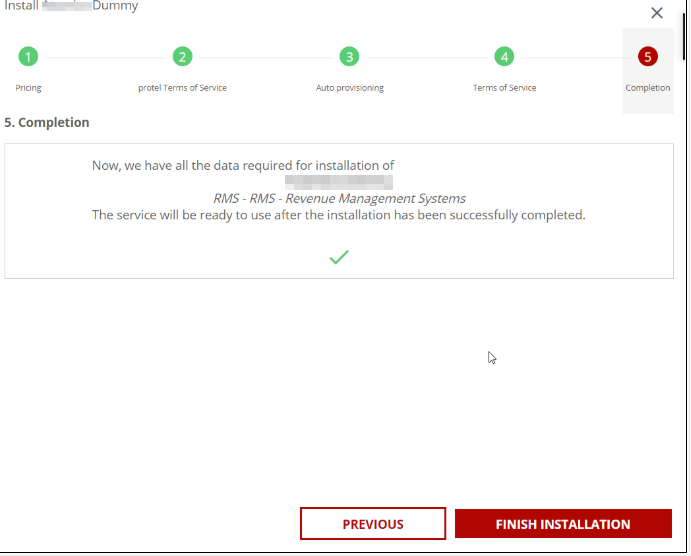 Install Dummy
1
2
3
4
5
Pricing
protel Terms of Service
Auto provisioning
Terms of Service
Completion
5. Completion
Now, we have all the data required for installation of
RMS - RMS - Revenue Management Systems
The service will be ready to use after the installation has been successfully completed.
PREVIOUS
FINISH INSTALLATION